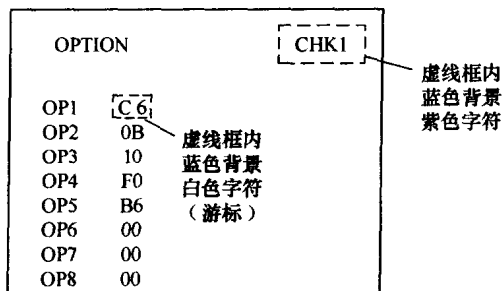 OPTION CHK1
虚线框内
蓝色背景
紫色字符
OP1 C 6
OP2 0B
OP3 10
OP4 F0
OP5 B6
OP6 00
OP7 00
OP8 00
虚线框内
蓝色背景
白色字符
（游标）